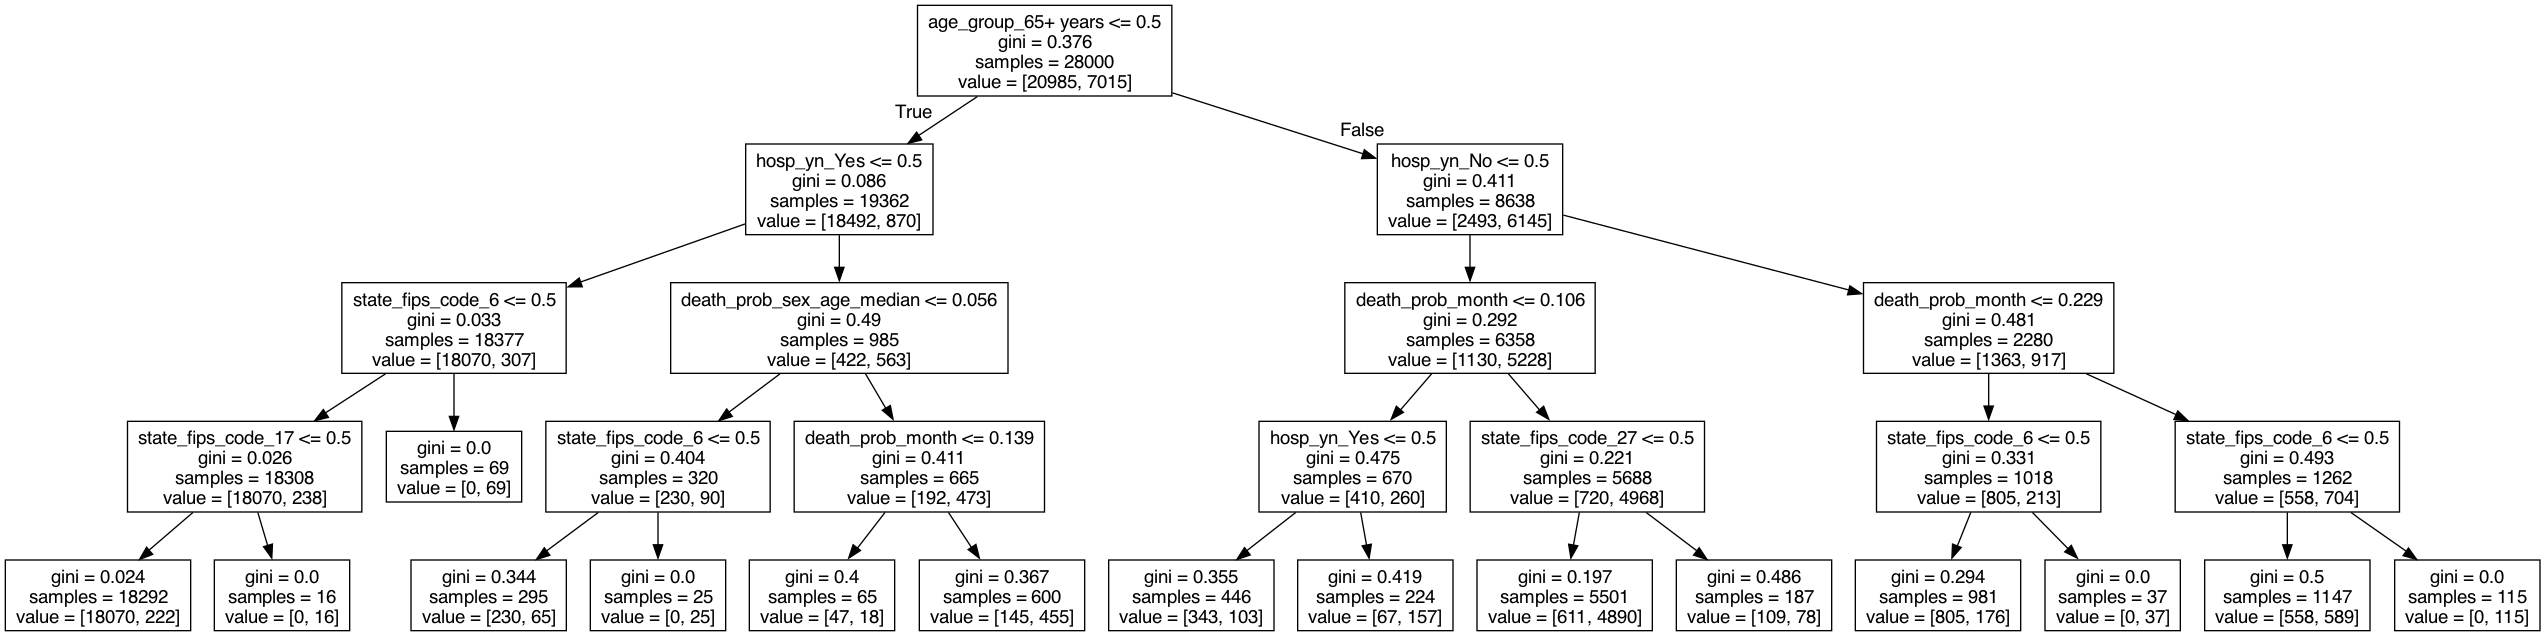 age_group_65+ years <= 0.5
gini = 0.376
samples = 28000
value = [20985, 7015]
True
False
hosp_yn_Yes <= 0.5
gini = 0.086
samples = 19362
value = [18492, 870]
hosp_yn_No <= 0.5
gini = 0.411
samples = 8638
value = [2493, 6145]
state_fips_code_6 <= 0.5
gini = 0.033
samples = 18377
value = [18070, 307]
death_prob_sex_age_median <= 0.056
gini = 0.49
samples = 985
value = [422, 563]
death_prob_month <= 0.106
gini = 0.292
samples = 6358
value = [1130, 5228]
death_prob_month <= 0.229
gini = 0.481
samples = 2280
value = [1363, 917]
state_fips_code_17 <= 0.5
gini = 0.026
samples = 18308
value = [18070, 238]
gini = 0.0
samples = 69
value = [0, 69]
state_fips_code_6 <= 0.5
gini = 0.404
samples = 320
value = [230, 90]
death_prob_month <= 0.139
gini = 0.411
samples = 665
value = [192, 473]
hosp_yn_Yes <= 0.5
gini = 0.475
samples = 670
value = [410, 260]
state_fips_code_27 <= 0.5
gini = 0.221
samples = 5688
value = [720, 4968]
state_fips_code_6 <= 0.5
gini = 0.331
samples = 1018
value = [805, 213]
state_fips_code_6 <= 0.5
gini = 0.493
samples = 1262
value = [558, 704]
gini = 0.024
samples = 18292
value = [18070, 222]
gini = 0.0
samples = 16
value = [0, 16]
gini = 0.344
samples = 295
value = [230, 65]
gini = 0.0
samples = 25
value = [0, 25]
gini = 0.4
samples = 65
value = [47, 18]
gini = 0.367
samples = 600
value = [145, 455]
gini = 0.355
samples = 446
value = [343, 103]
gini = 0.419
samples = 224
value = [67, 157]
gini = 0.197
samples = 5501
value = [611, 4890]
gini = 0.486
samples = 187
value = [109, 78]
gini = 0.294
samples = 981
value = [805, 176]
gini = 0.0
samples = 37
value = [0, 37]
gini = 0.5
samples = 1147
value = [558, 589]
gini = 0.0
samples = 115
value = [0, 115]